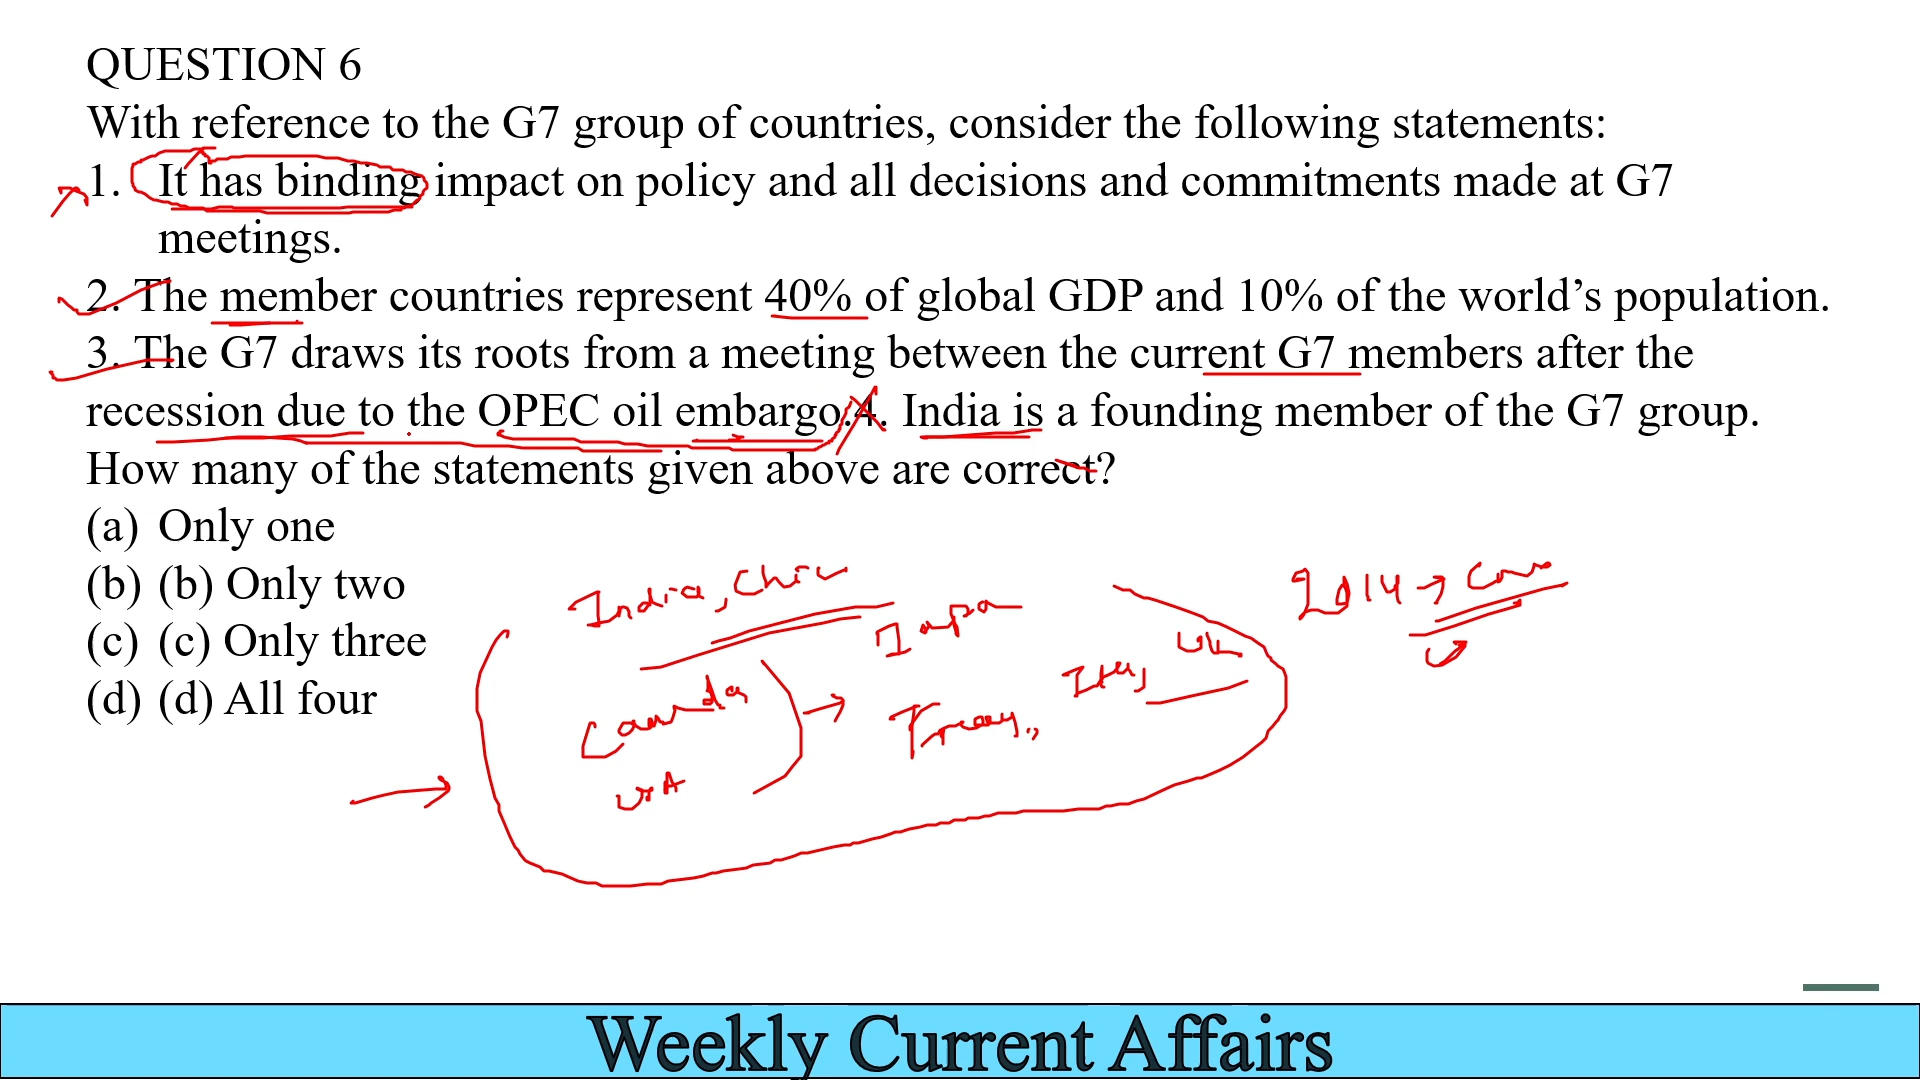 QUESTION 6
With reference to the G7 group of countries, consider the following statements:
1. It has binding impact on policy and all decisions and commitments made at G7
meetings.
2. The member countries represent 40% of global GDP and 10% of the world’s population.
3. The G7 draws its roots from a meeting between the current G7 members after the
recession due to the OPEC oil embargo.4. India is a founding member of the G7 group.
How many of the statements given above are correct?
(a) Only one
(b) (b) Only two
(c) (c) Only three
(d) (d) All four
India,
2014 →
UK
Canada
USA
Weekly Current Affairs